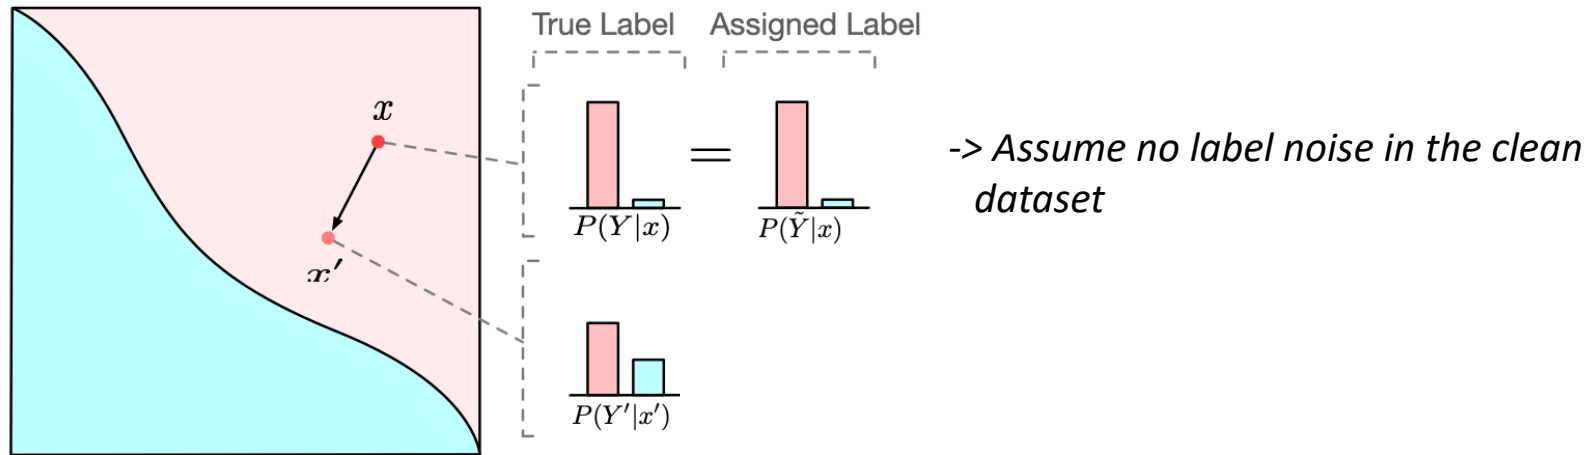 True Label
Assigned Label
x
x'
P(Y|x)
=
P(Ỹ|x)
P(Y'|x')
-> Assume no label noise in the clean
dataset